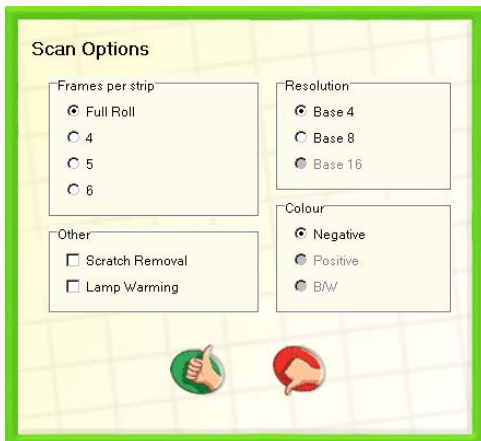 Scan Options
Frames per strip
Full Roll
4
5
6
Other
Scratch Removal
Lamp Warming
Resolution
Base 4
Base 8
Base 16
Colour
Negative
Positive
B/W